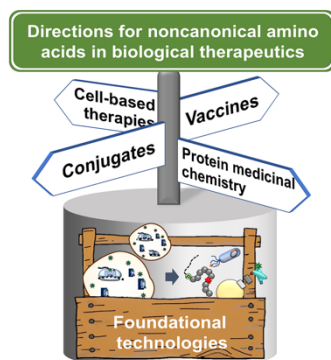 Directions for noncanonical amino
acids in biological therapeutics
Cell-based
therapies
Vaccines
Conjugates
Protein medicinal
chemistry
Foundational
technologies